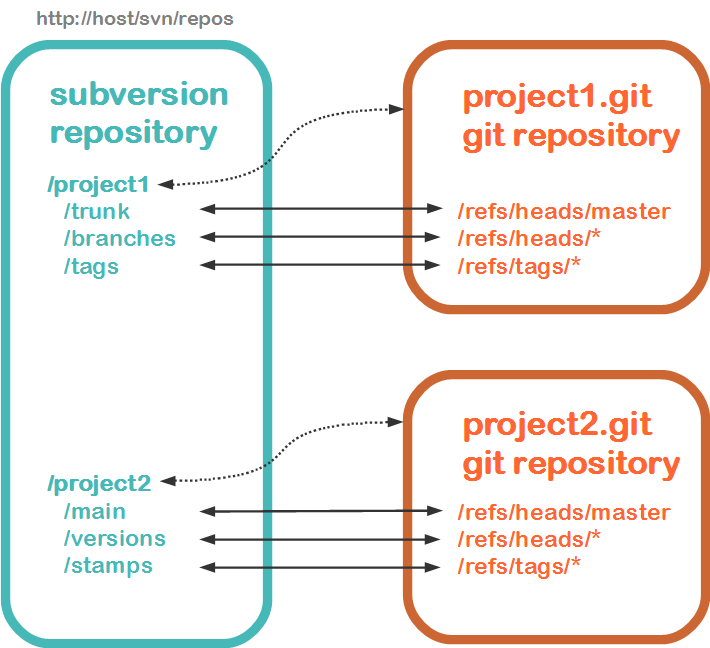 http://host/svn/repos
subversion
repository
/project1
/trunk
/branches
/tags
/project2
/main
/versions
/stamps
project1.git
git repository
/refs/heads/master
/refs/heads/*
/refs/tags/*
project2.git
git repository
/refs/heads/master
/refs/heads/*
/refs/tags/*